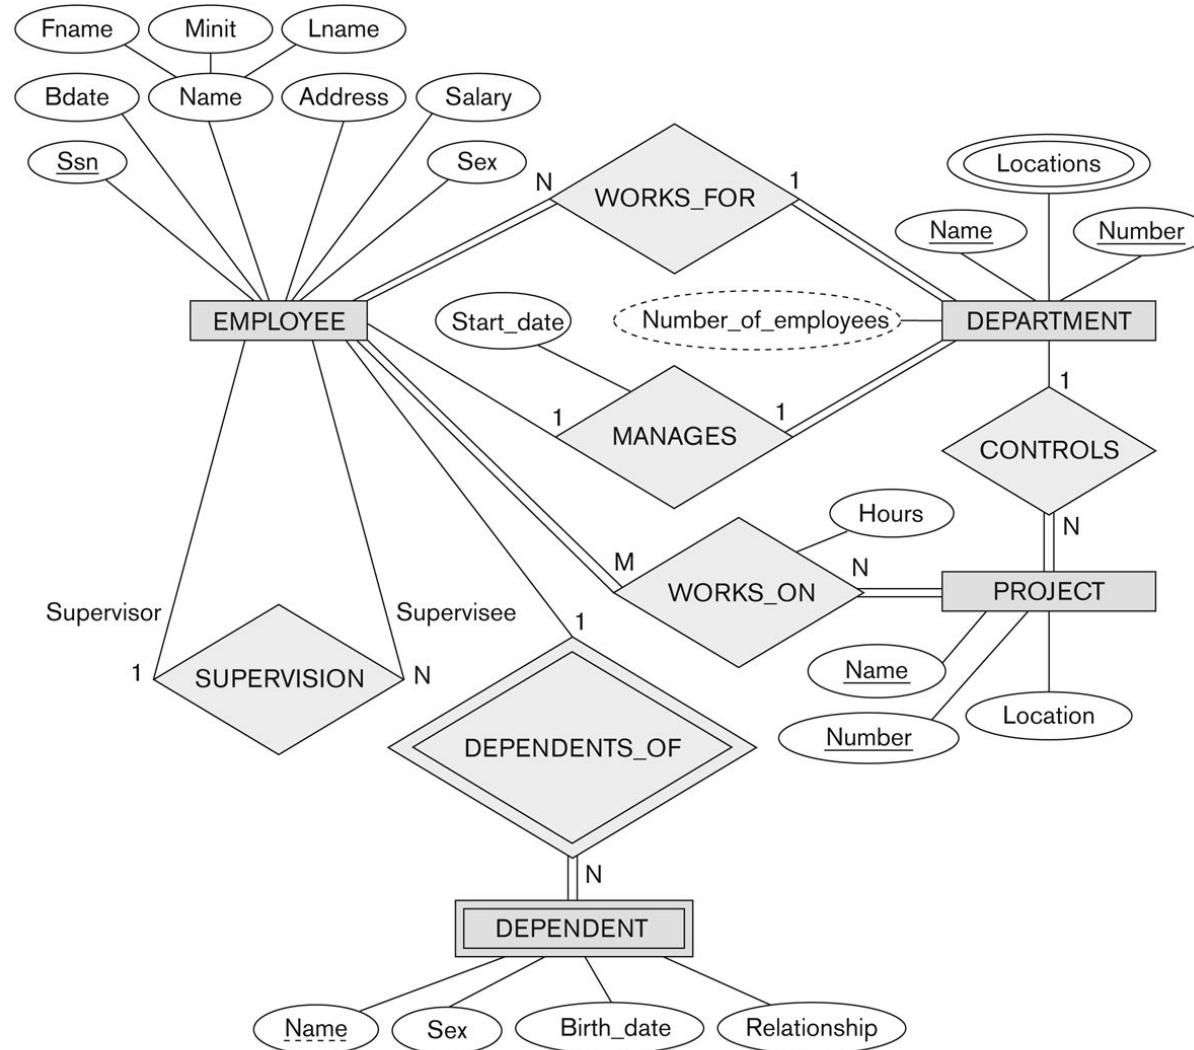 Fname
Minit
Lname
Bdate
Name
Address
Salary
Ssn
Sex
N
WORKS_FOR
1
Locations
Name
Number
EMPLOYEE
Start_date
Number_of_employees
DEPARTMENT
1
MANAGES
1
1
CONTROLS
N
Hours
M
WORKS_ON
N
PROJECT
Name
Number
Location
Supervisor
Supervisee
1
SUPERVISION
N
1
DEPENDENTS_OF
N
DEPENDENT
Name
Sex
Birth_date
Relationship